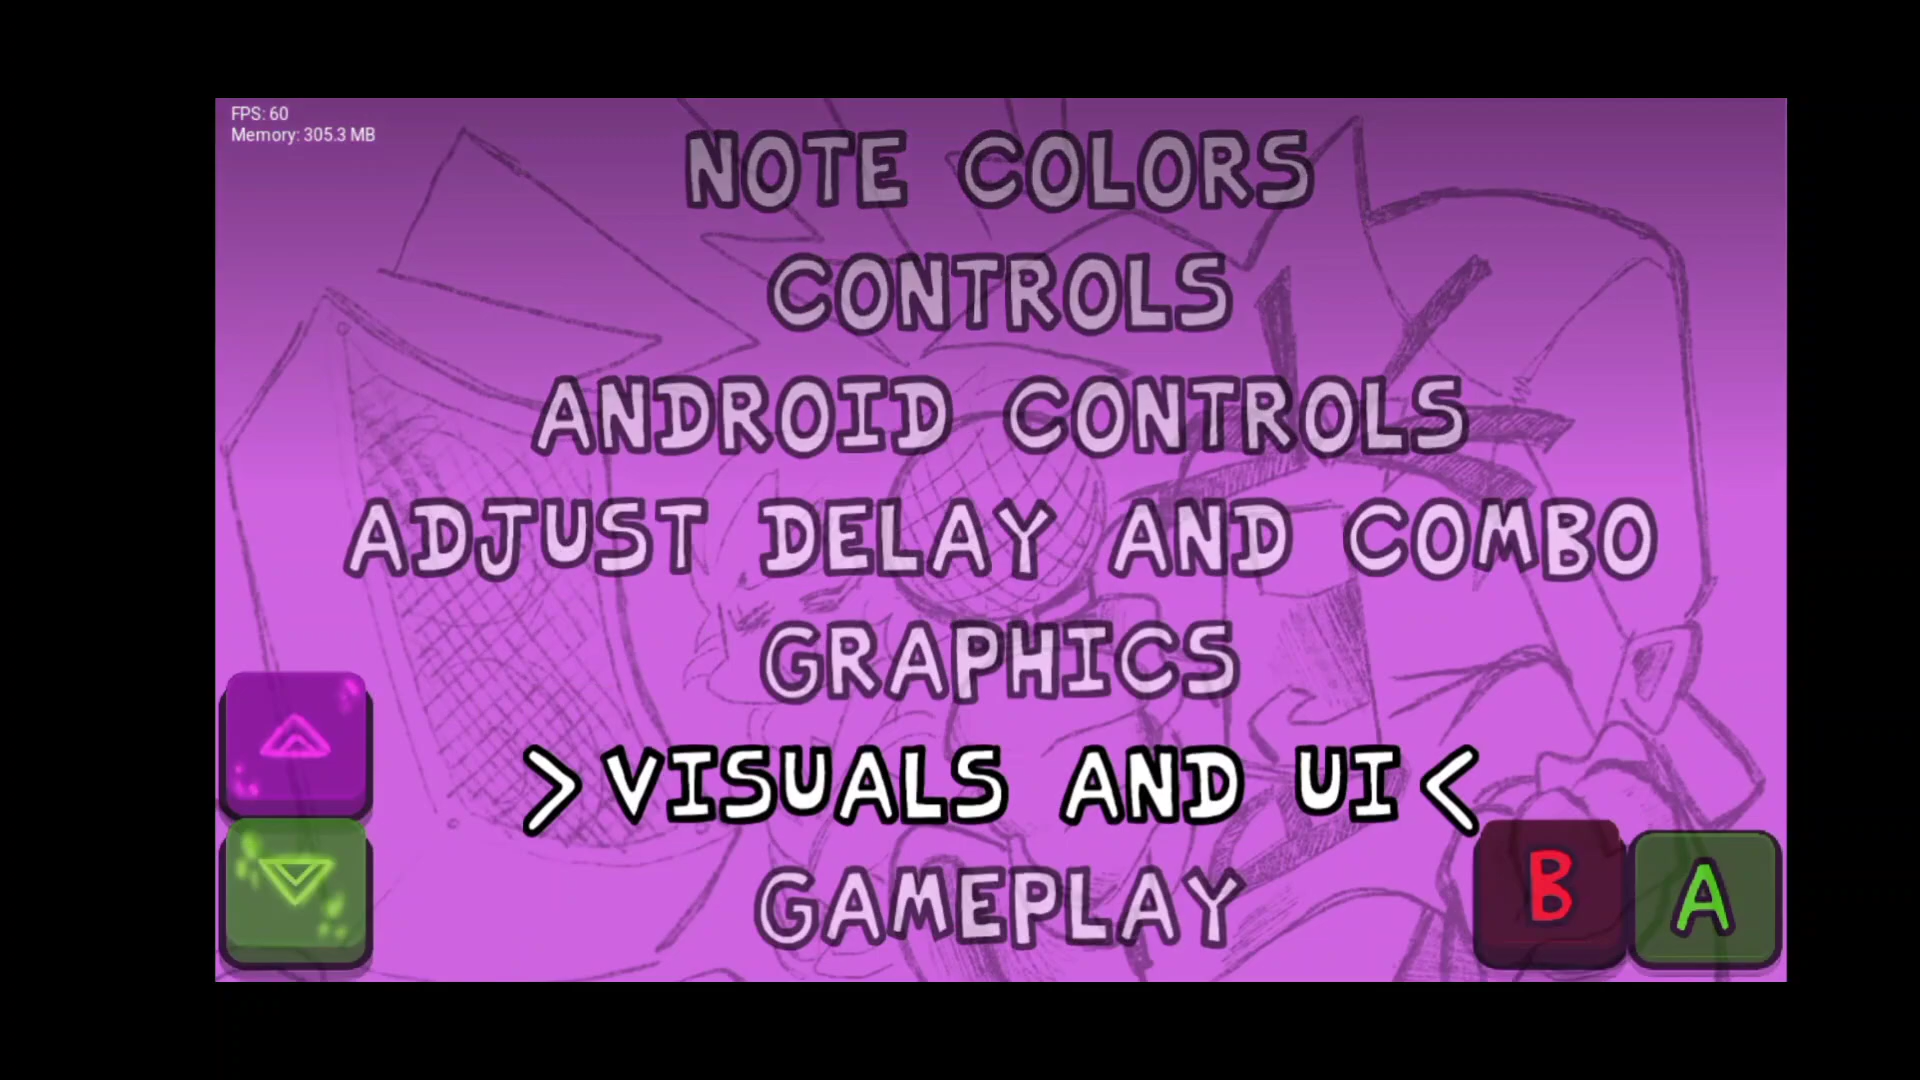 FPS: 60
Memory: 305.3 MB
NOTE COLORS
CONTROLS
ANDROID CONTROLS
ADJUST DELAY AND COMBO
GRAPHICS
>VISUALS AND UI<
GAMEPLAY
B A